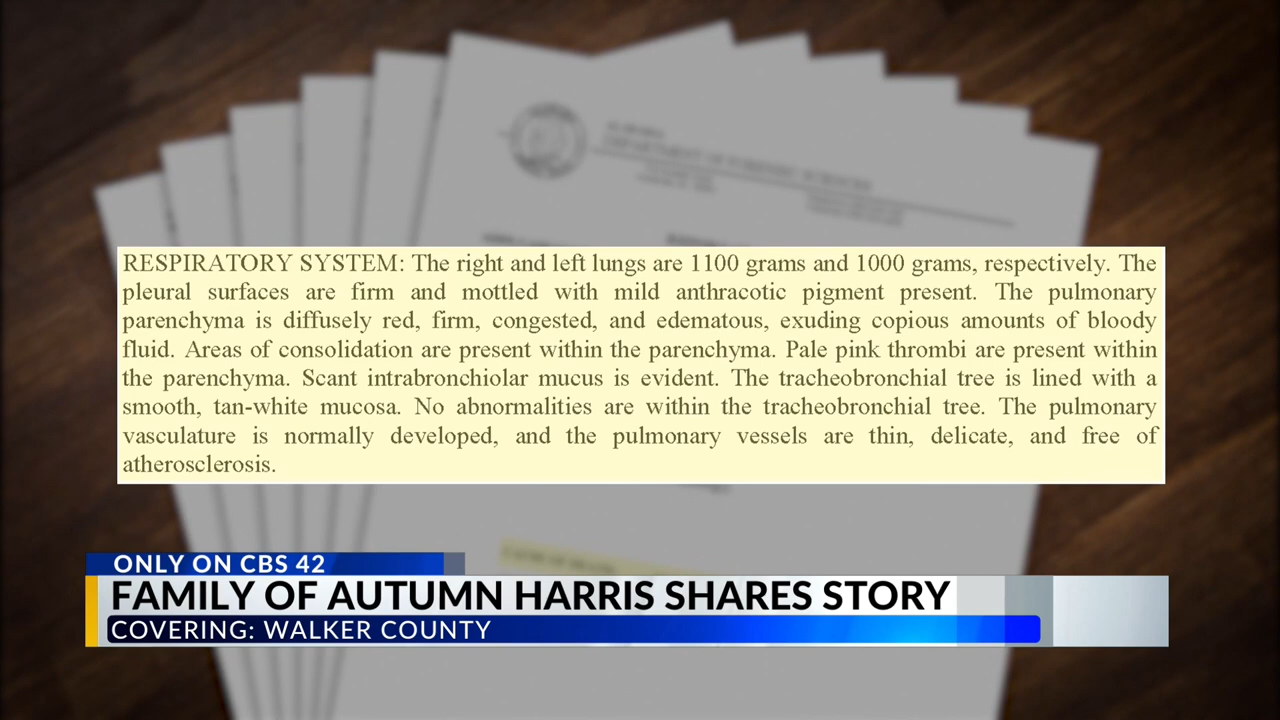 RESPIRATORY SYSTEM: The right and left lungs are 1100 grams and 1000 grams, respectively. The
pleural surfaces are firm and mottled with mild anthracotic pigment present. The pulmonary
parenchyma is diffusely red, firm, congested, and edematous, exuding copious amounts of bloody
fluid. Areas of consolidation are present within the parenchyma. Pale pink thrombi are present within
the parenchyma. Scant intrabronchiolar mucus is evident. The tracheobronchial tree is lined with a
smooth, tan-white mucosa. No abnormalities are within the tracheobronchial tree. The pulmonary
vasculature is normally developed, and the pulmonary vessels are thin, delicate, and free of
atherosclerosis.
ONLY ON CBS 42
FAMILY OF AUTUMN HARRIS SHARES STORY
COVERING: WALKER COUNTY